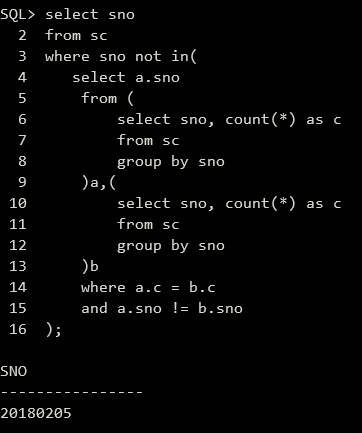 SQL> select sno
  2  from sc
  3  where sno not in(
  4     select a.sno
  5      from (
  6          select sno, count(*) as c
  7          from sc
  8          group by sno
  9      )a,(
 10          select sno, count(*) as c
 11          from sc
 12          group by sno
 13      )b
 14      where a.c = b.c
 15      and a.sno != b.sno
 16  );
SNO
----------------
20180205